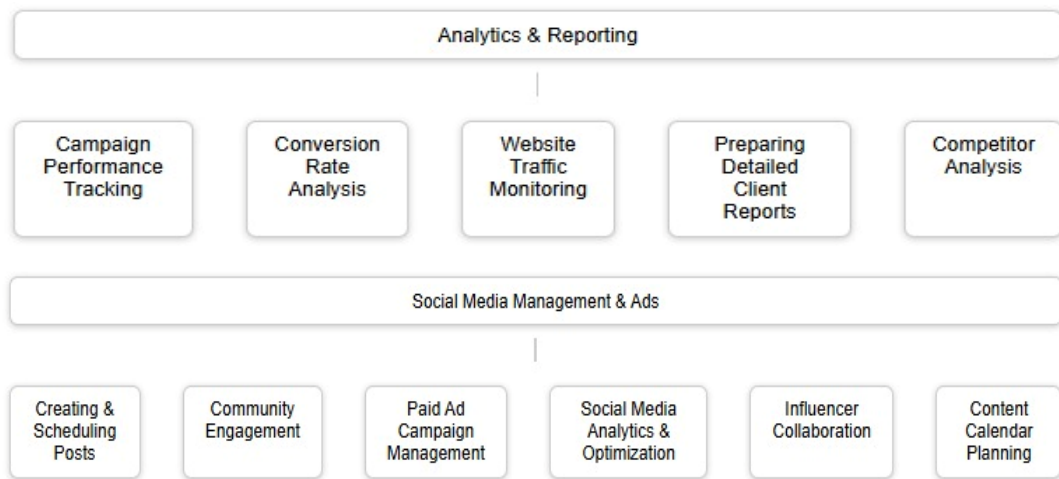 Analytics & Reporting
Campaign
Performance
Tracking
Conversion
Rate
Analysis
Website
Traffic
Monitoring
Preparing
Detailed
Client
Reports
Competitor
Analysis
Social Media Management & Ads
Creating &
Scheduling
Posts
Community
Engagement
Paid Ad
Campaign
Management
Social Media
Analytics &
Optimization
Influencer
Collaboration
Content
Calendar
Planning